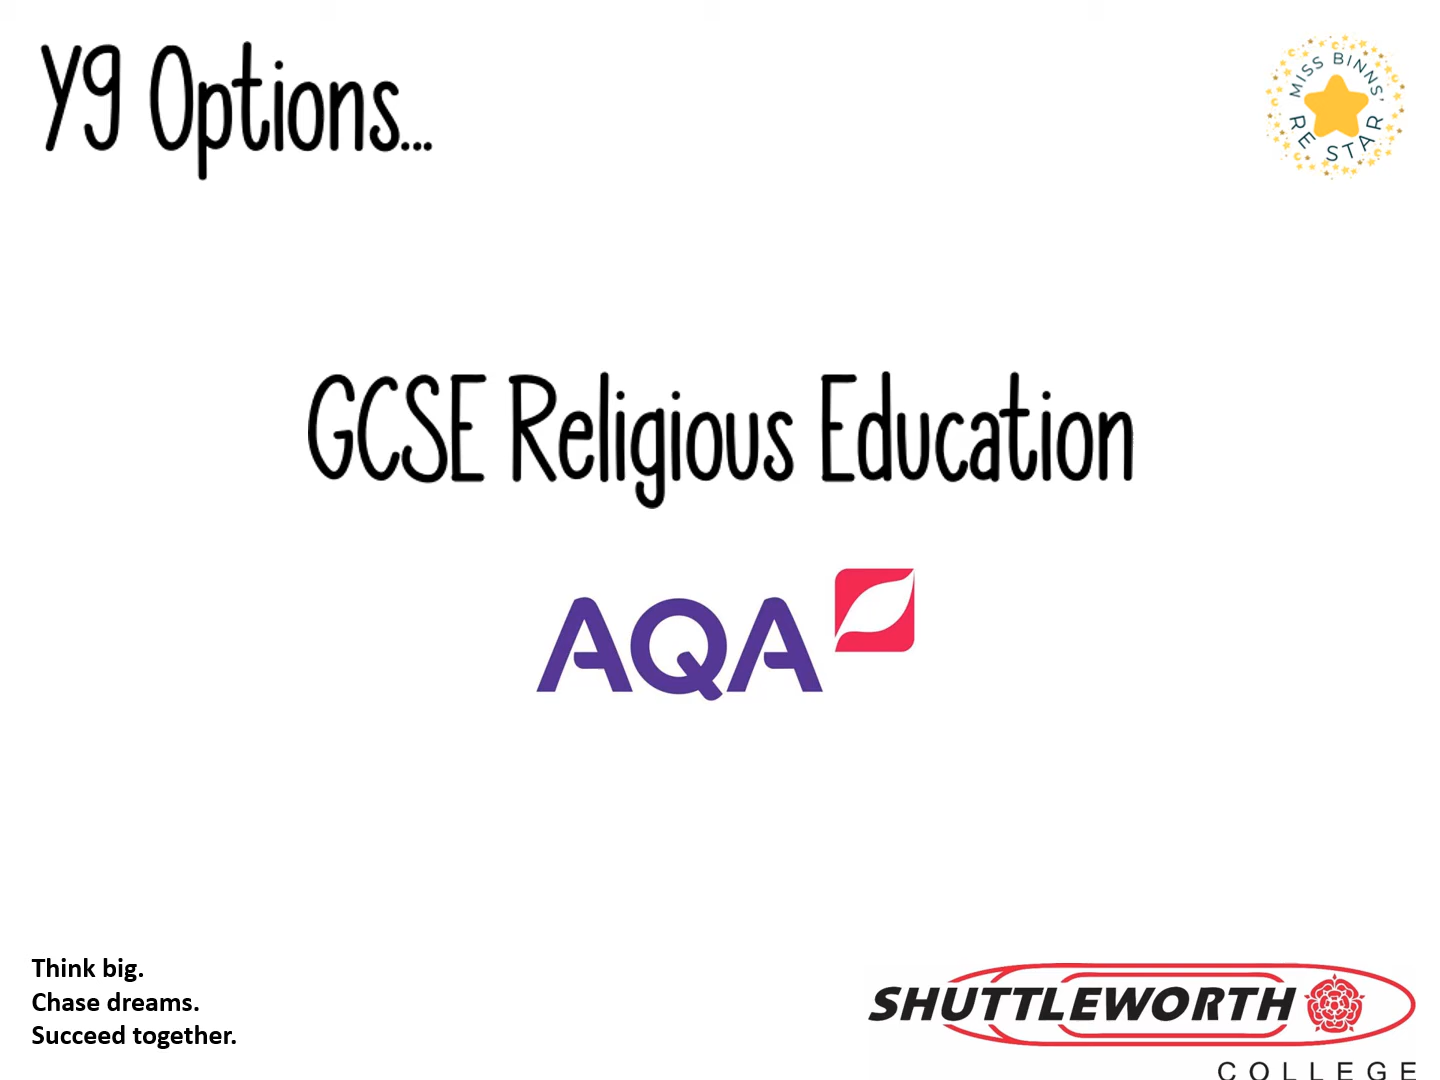 Y9 Options...
MISS BINNS'
RE STAR
GCSE Religious Education
AQA
Think big.
Chase dreams.
Succeed together.
SHUTTLEWORTH
COLLEGE